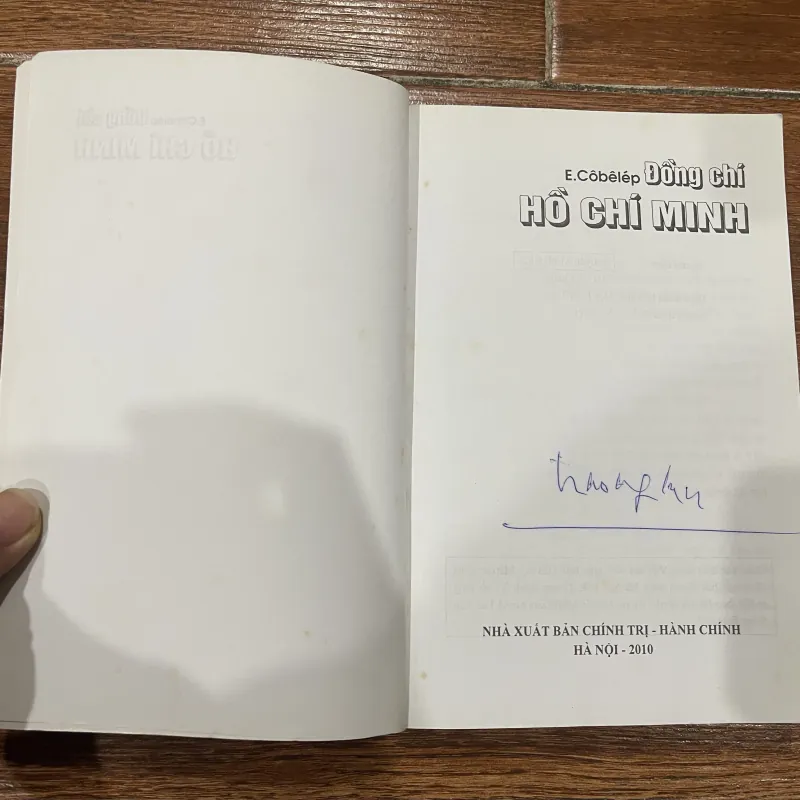 E.Côbêlép Đồng chí
HỒ CHÍ MINH
NHÀ XUẤT BẢN CHÍNH TRỊ - HÀNH CHÍNH
HÀ NỘI - 2010